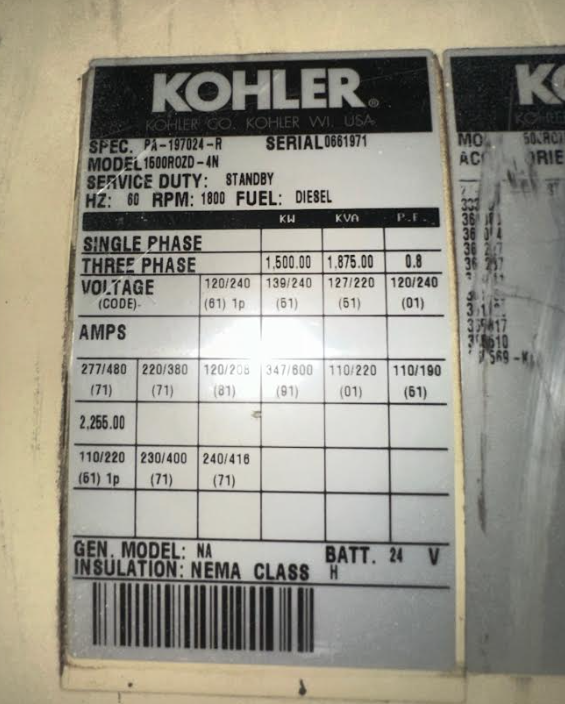 KOHLER®
KOHLER CO. KOHLER WI. USA
SPEC. PA-197024-R SERIAL 0661971
MODEL 1500ROZD-4N
SERVICE DUTY: STANDBY
HZ: 60 RPM: 1800 FUEL: DIESEL
KW KVA P.F.
SINGLE PHASE
THREE PHASE 1,500.00 1,875.00 0.8
VOLTAGE 120/240 139/240 127/220 120/240
(CODE)- (61) 1p (51) (51) (01)
AMPS
277/480 220/380 120/208 347/600 110/220 110/190
(71) (71) (81) (91) (01) (51)
2,255.00
110/220 230/400 240/416
(61) 1p (71) (71)
GEN. MODEL: NA BATT. 24 V
INSULATION: NEMA CLASS H